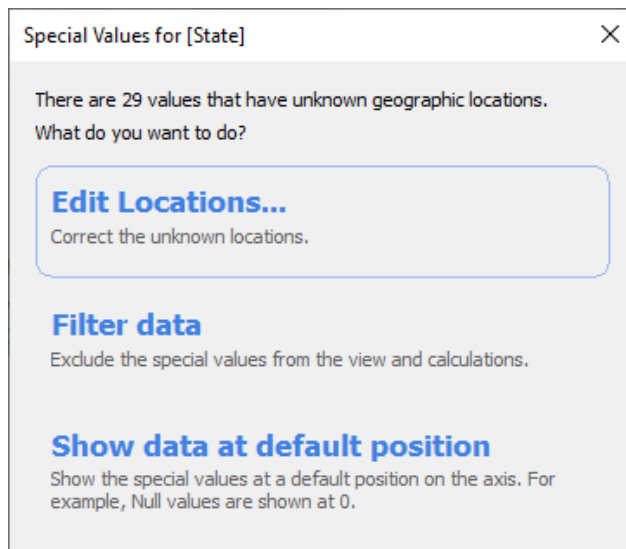 Special Values for [State]
There are 29 values that have unknown geographic locations.
What do you want to do?
Edit Locations...
Correct the unknown locations.
Filter data
Exclude the special values from the view and calculations.
Show data at default position
Show the special values at a default position on the axis. For
example, Null values are shown at 0.